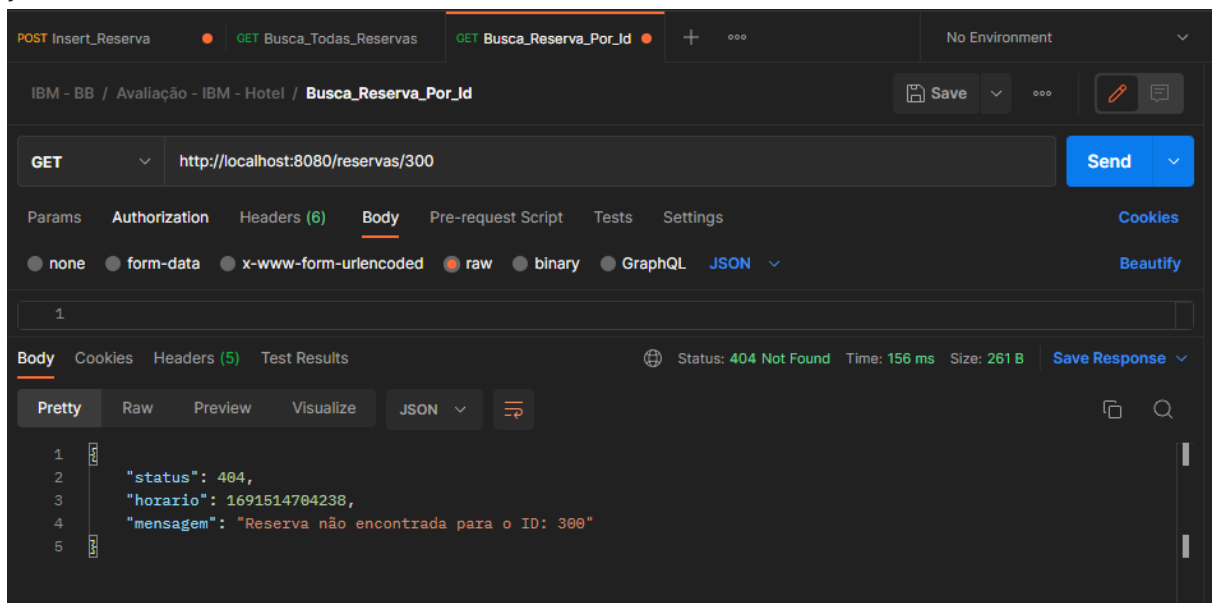 POST Insert_Reserva GET Busca_Todas_Reservas GET Busca_Reserva_Por_Id No Environment
IBM - BB / Avaliação - IBM - Hotel / Busca_Reserva_Por_Id Save
GET http://localhost:8080/reservas/300 Send
Params Authorization Headers (6) Body Pre-request Script Tests Settings Cookies
none form-data x-www-form-urlencoded raw binary GraphQL JSON Beautify
1
Body Cookies Headers (5) Test Results Status: 404 Not Found Time: 156 ms Size: 261 B Save Response
Pretty Raw Preview Visualize JSON
1 {
2 "status": 404,
3 "horario": 1691514704238,
4 "mensagem": "Reserva não encontrada para o ID: 300"
5 }